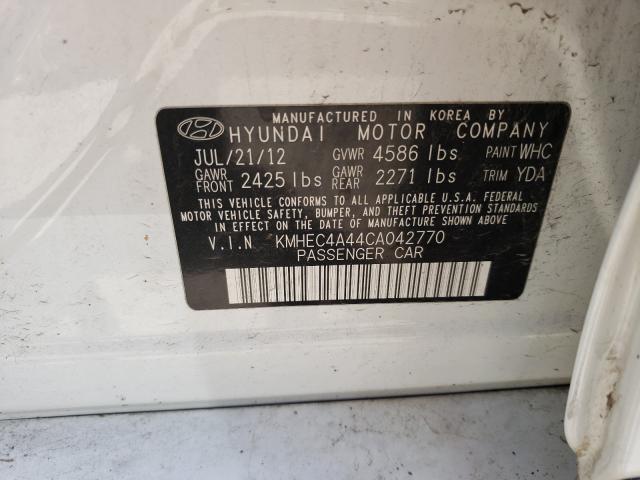 MANUFACTURED IN KOREA BY
HYUNDAI MOTOR COMPANY
JUL/21/12 GVWR 4586 lbs PAINT WHC
GAWR FRONT 2425 lbs GAWR REAR 2271 lbs TRIM YDA
THIS VEHICLE CONFORMS TO ALL APPLICABLE U.S.A. FEDERAL
MOTOR VEHICLE SAFETY, BUMPER, AND THEFT PREVENTION STANDARDS
IN EFFECT ON THE DATE OF MANUFACTURE SHOWN ABOVE.
V.I.N KMHEC4A44CA042770
PASSENGER CAR